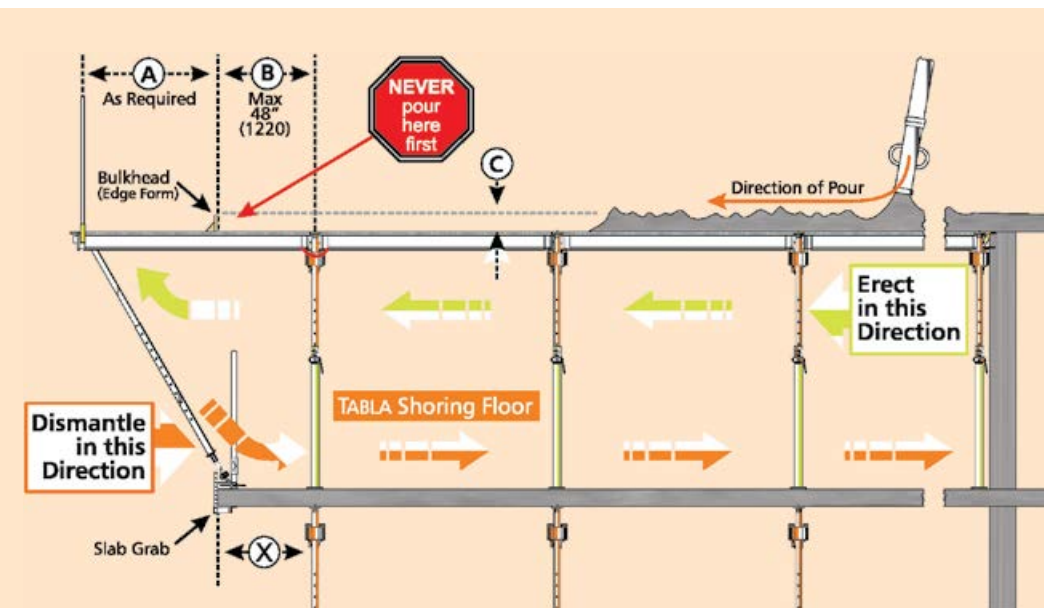 A
As Required
B
Max
48"
(1220)
NEVER
pour
here
first
C
Bulkhead
(Edge Form)
Direction of Pour
Erect
in this
Direction
TABLA Shoring Floor
Dismantle
in this
Direction
Slab Grab
X